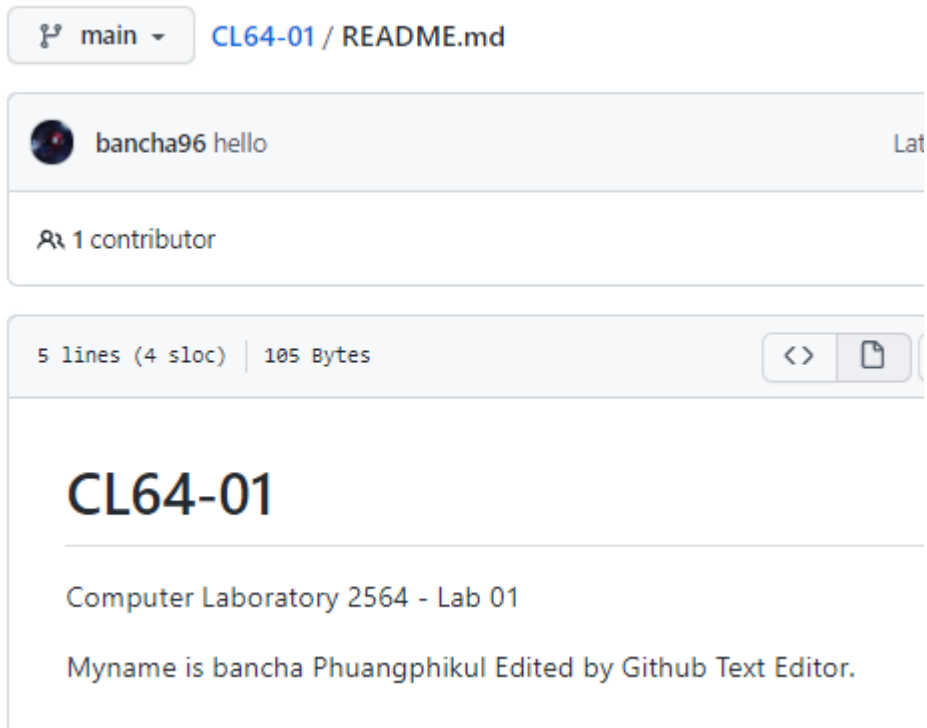 main
CL64-01 / README.md
bancha96 hello
Lat
1 contributor
5 lines (4 sloc) 105 Bytes
CL64-01
Computer Laboratory 2564 - Lab 01
Myname is bancha Phuangphikul Edited by Github Text Editor.